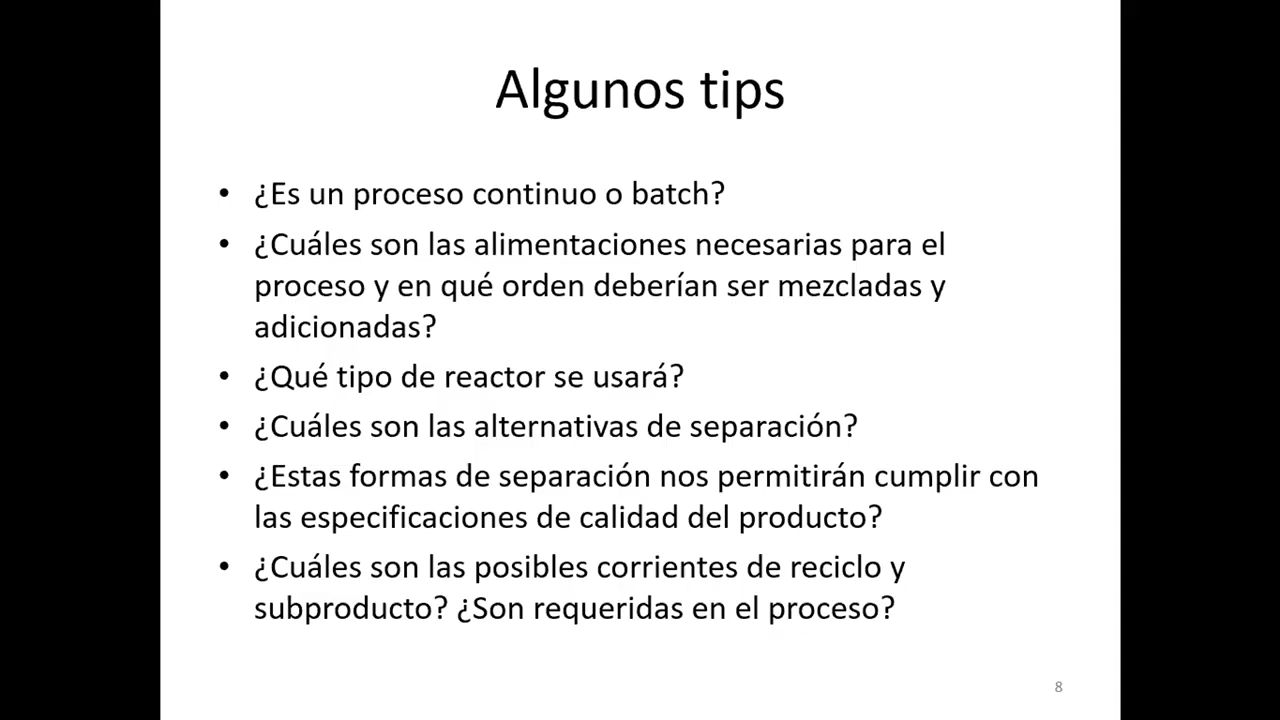 Algunos tips
• ¿Es un proceso continuo o batch?
• ¿Cuáles son las alimentaciones necesarias para el
proceso y en qué orden deberían ser mezcladas y
adicionadas?
• ¿Qué tipo de reactor se usará?
• ¿Cuáles son las alternativas de separación?
• ¿Estas formas de separación nos permitirán cumplir con
las especificaciones de calidad del producto?
• ¿Cuáles son las posibles corrientes de reciclo y
subproducto? ¿Son requeridas en el proceso?
8